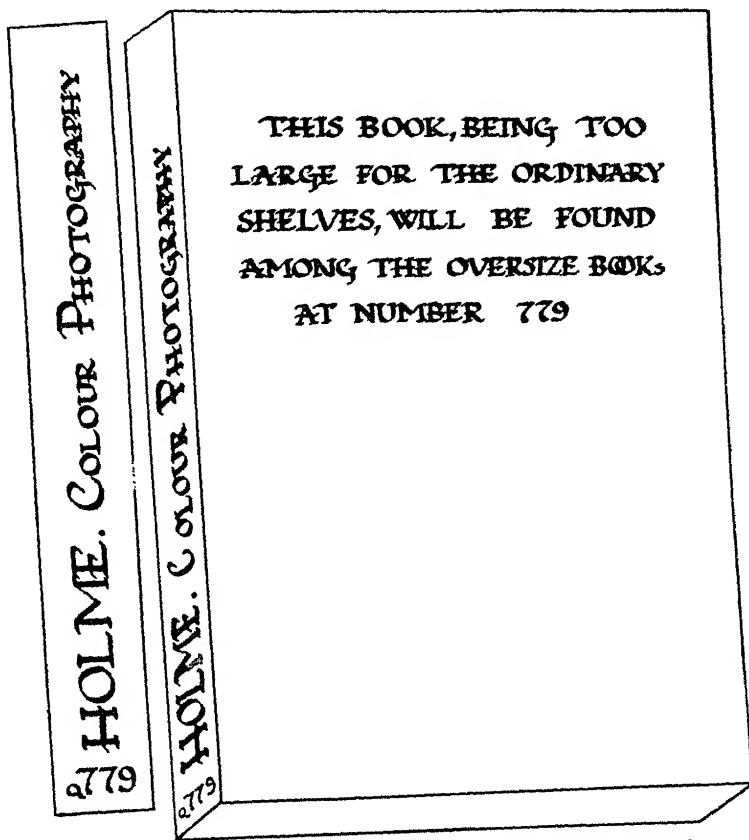 HOLME. COLOUR PHOTOGRAPHY
Q779
HOLME. COLOUR PHOTOGRAPHY
Q779
THIS BOOK, BEING TOO
LARGE FOR THE ORDINARY
SHELVES, WILL BE FOUND
AMONG THE OVERSIZE BOOKS
AT NUMBER 779